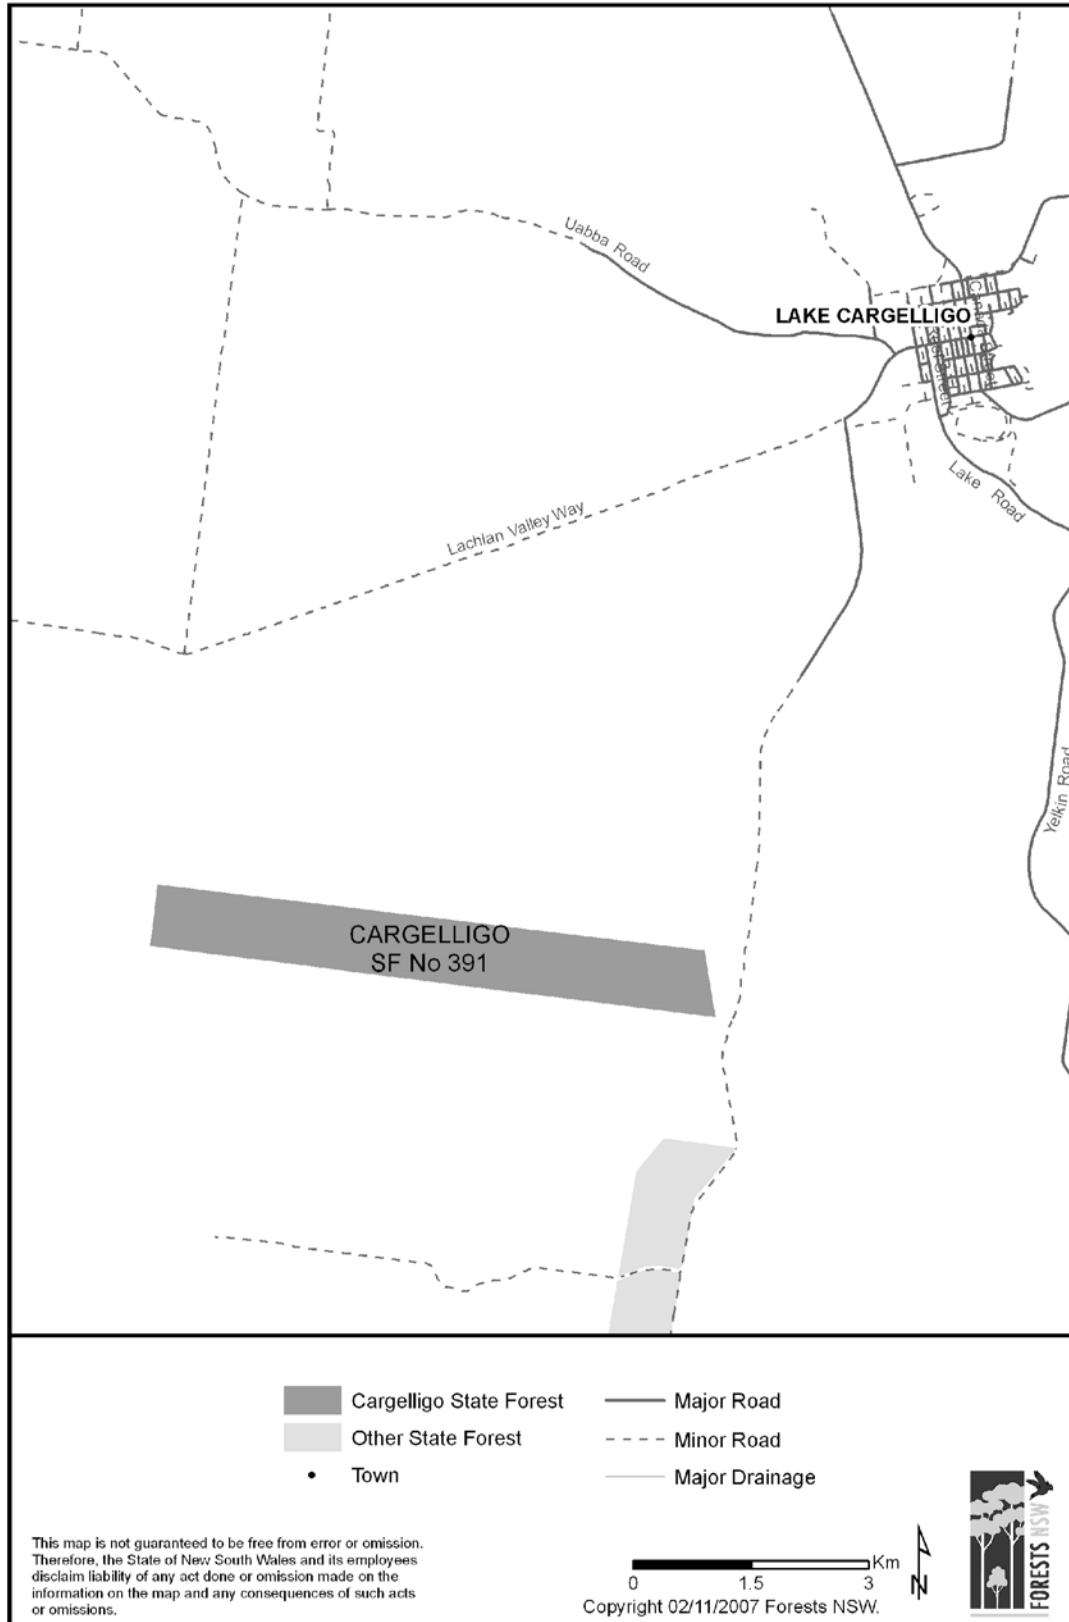 Uabba Road
LAKE CARGELLIGO
Lake Road
Lachlan Valley Way
Yelkin Road
CARGELLIGO
SF No 391
Cargelligo State Forest
Other State Forest
Town
Major Road
Minor Road
Major Drainage
This map is not guaranteed to be free from error or omission.
Therefore, the State of New South Wales and its employees
disclaim liability of any act done or omission made on the
information on the map and any consequences of such acts
or omissions.
Km
0 1.5 3
Copyright 02/11/2007 Forests NSW.
N
FORESTS NSW